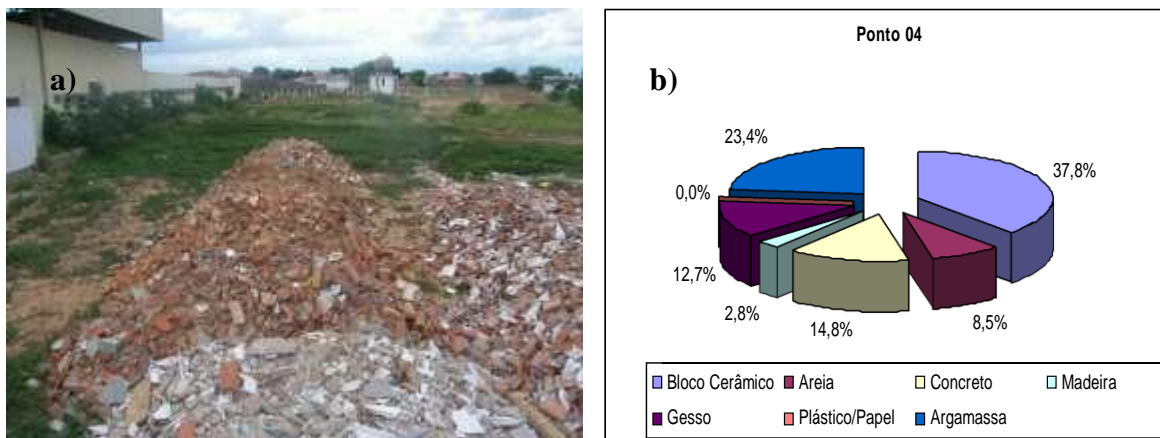 a)
Ponto 04
b)
23,4%
37,8%
0,0%
12,7%
2,8%
14,8%
8,5%
Bloco Cerâmico Areia Concreto Madeira
Gesso Plástico/Papel Argamassa